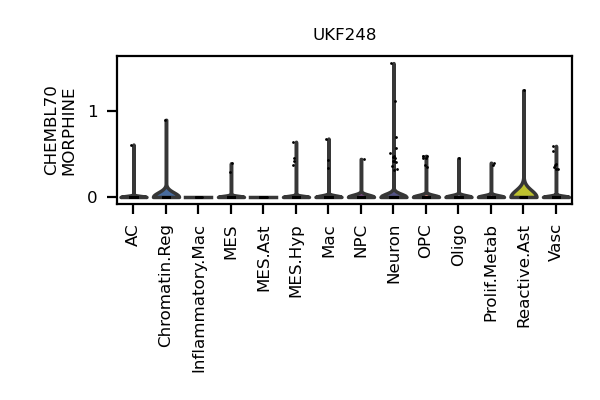 UKF248
CHEMBL70
MORPHINE
1
0
AC
Chromatin.Reg
Inflammatory.Mac
MES
MES.Ast
MES.Hyp
Mac
NPC
Neuron
OPC
Oligo
Prolif.Metab
Reactive.Ast
Vasc